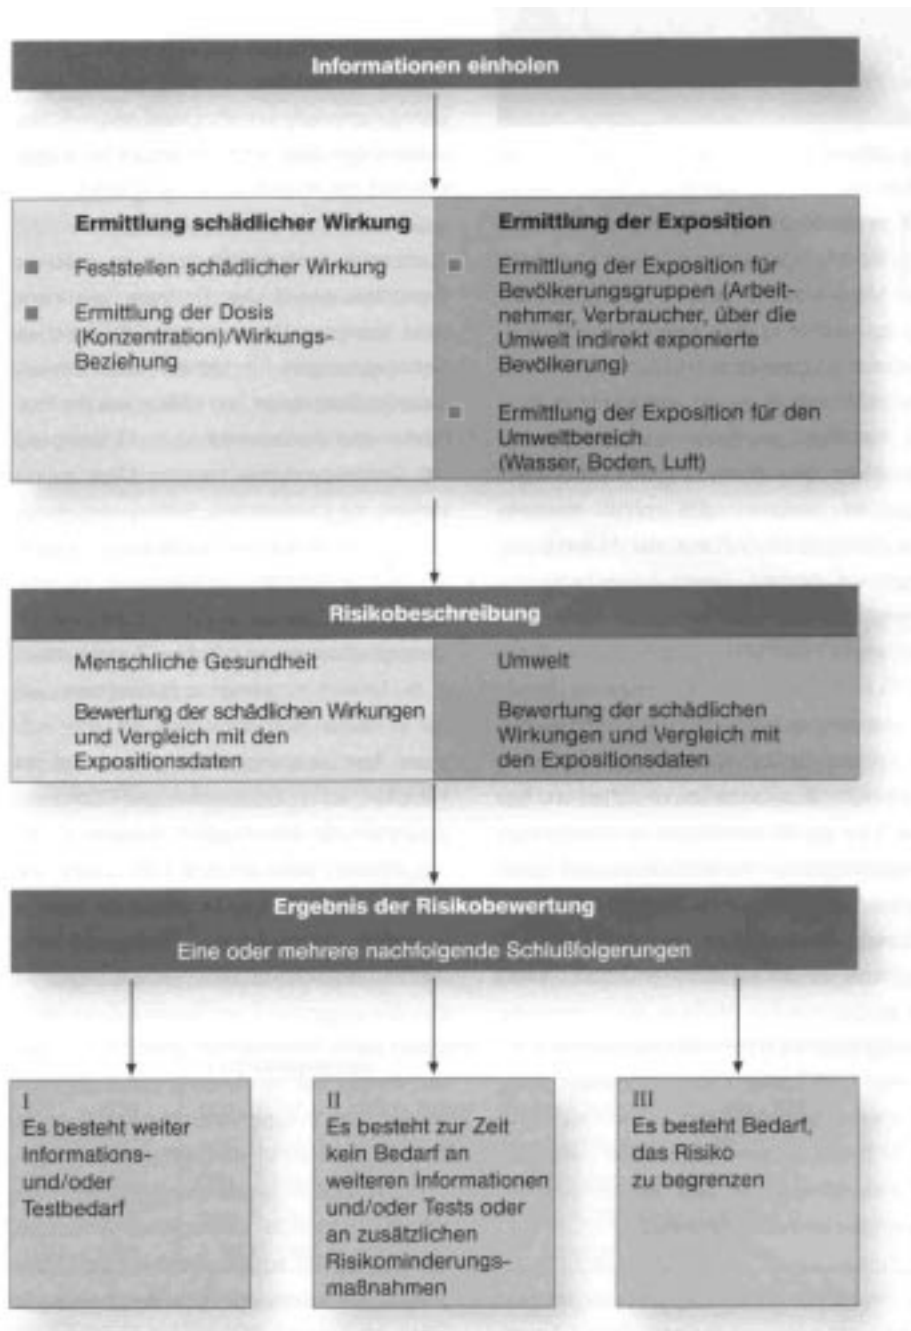 Informationen einholen
Ermittlung schädlicher Wirkung
Feststellen schädlicher Wirkung
Ermittlung der Dosis
(Konzentration)/Wirkungs-
Beziehung
Ermittlung der Exposition
Ermittlung der Exposition für
Bevölkerungsgruppen (Arbeit-
nehmer, Verbraucher, über die
Umwelt indirekt exponierte
Bevölkerung)
Ermittlung der Exposition für den
Umweltbereich
(Wasser, Boden, Luft)
Risikobeschreibung
Menschliche Gesundheit
Bewertung der schädlichen Wirkungen
und Vergleich mit den
Expositionsdaten
Umwelt
Bewertung der schädlichen
Wirkungen und Vergleich mit
den Expositionsdaten
Ergebnis der Risikobewertung
Eine oder mehrere nachfolgende Schlußfolgerungen
I
Es besteht weiter
Informations-
und/oder
Testbedarf
II
Es besteht zur Zeit
kein Bedarf an
weiteren Informationen
und/oder Tests oder
an zusätzlichen
Risikominderungs-
maßnahmen
III
Es besteht Bedarf,
das Risiko
zu begrenzen